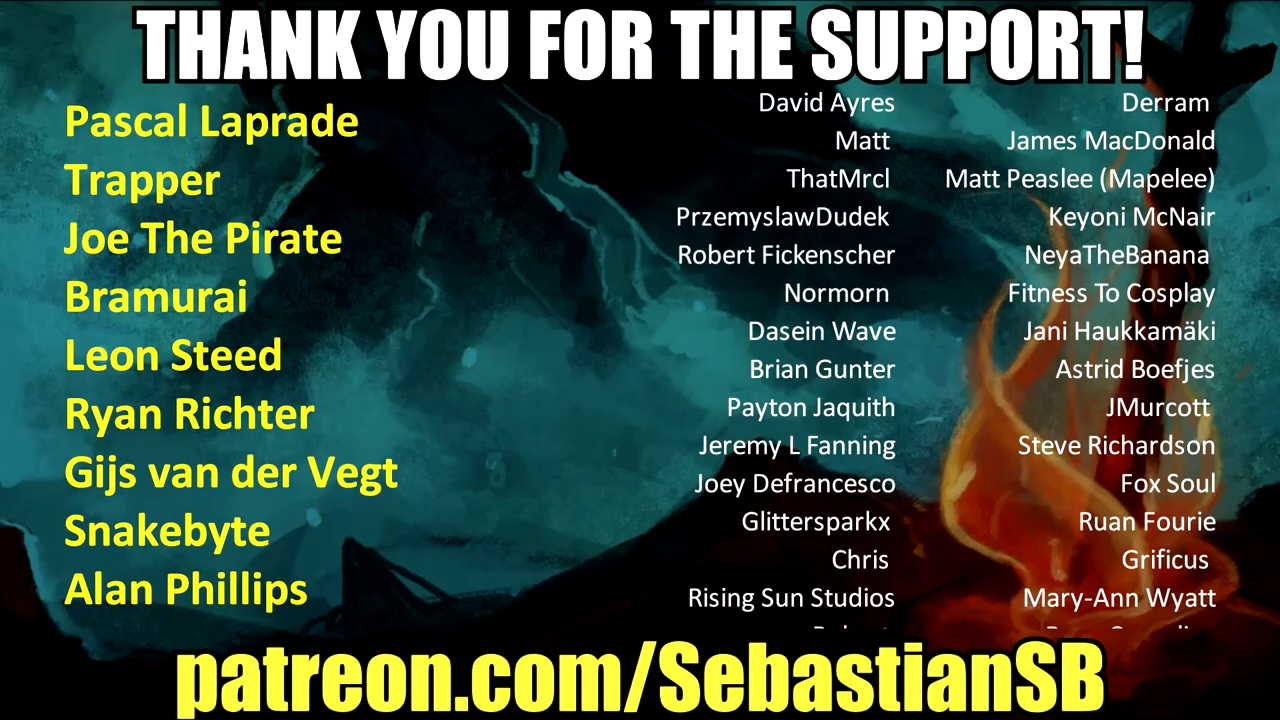 THANK YOU FOR THE SUPPORT!
Pascal Laprade
Trapper
Joe The Pirate
Bramurai
Leon Steed
Ryan Richter
Gijs van der Vegt
Snakebyte
Alan Phillips
David Ayres
Matt
ThatMrcl
PrzemyslawDudek
Robert Fickenscher
Normorn
Dasein Wave
Brian Gunter
Payton Jaquith
Jeremy L Fanning
Joey Defrancesco
Glittersparkx
Chris
Rising Sun Studios
Derram
James MacDonald
Matt Peaslee (Mapelee)
Keyoni McNair
NeyaTheBanana
Fitness To Cosplay
Jani Haukkamäki
Astrid Boefjes
JMurcott
Steve Richardson
Fox Soul
Ruan Fourie
Grificus
Mary-Ann Wyatt
patreon.com/SebastianSB